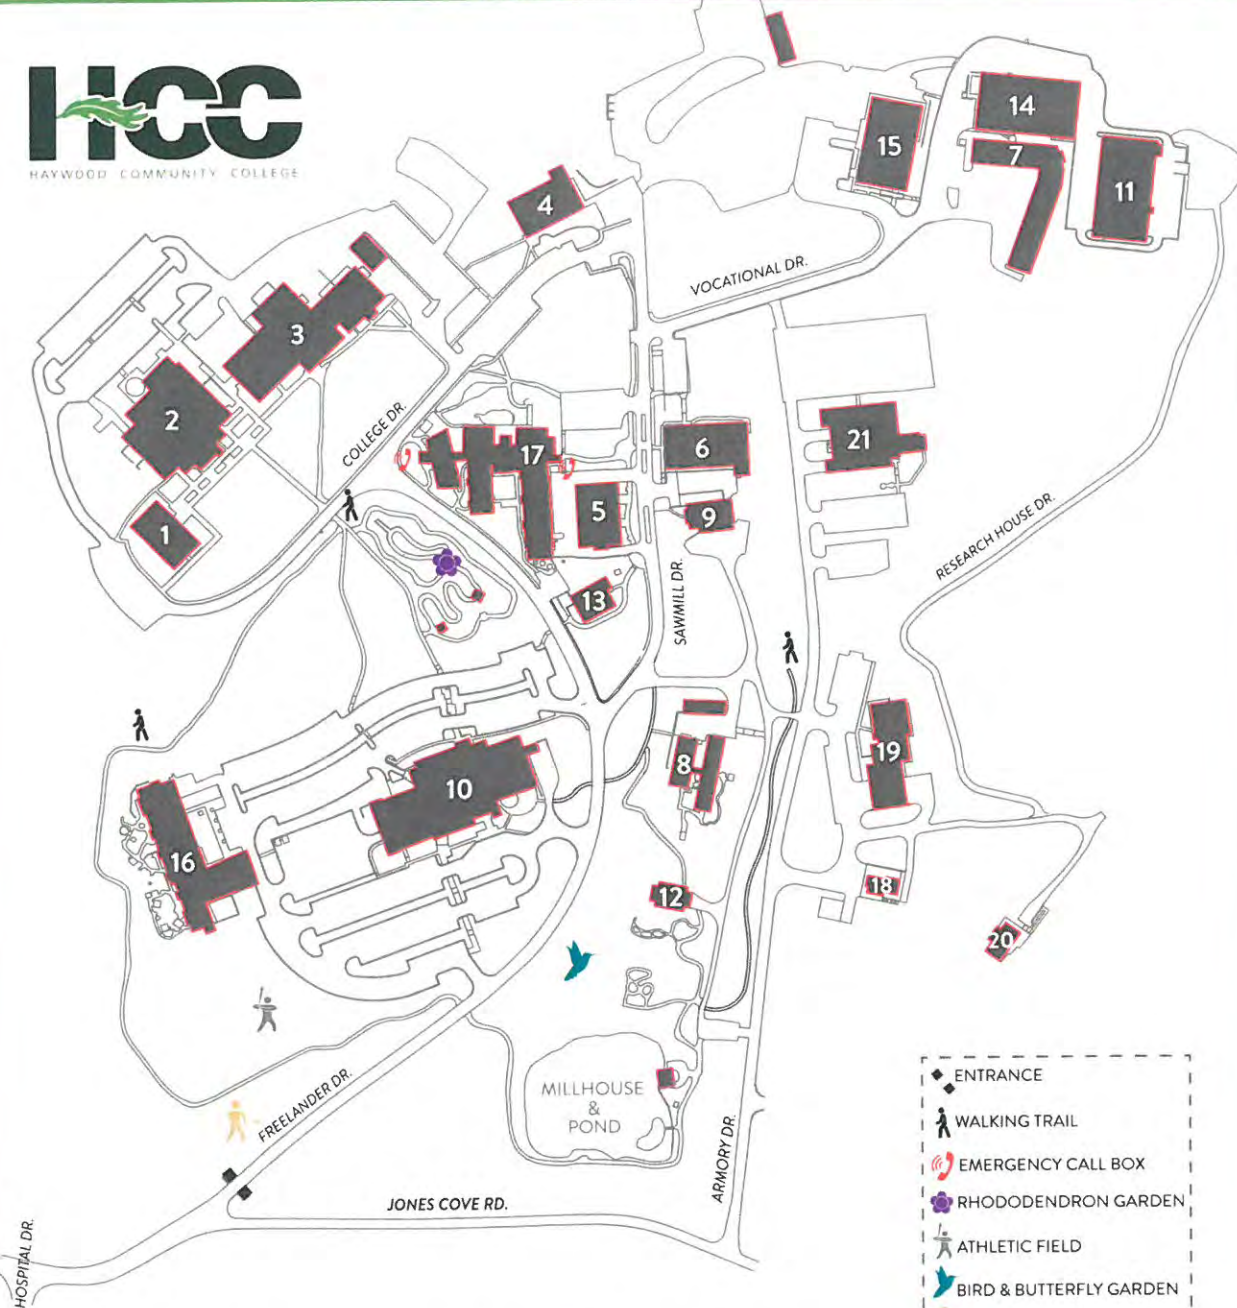 HCC
HAYWOOD COMMUNITY COLLEGE
14
15
7
11
4
VOCATIONAL DR.
3
2
COLLEGE DR.
17
6
21
1
5
9
RESEARCH HOUSE DR.
13
SAWMILL DR.
19
8
10
16
18
12
20
MILLHOUSE
&
POND
FREELANDER DR.
ARMORY DR.
JONES COVE RD.
HOSPITAL DR.
ENTRANCE
WALKING TRAIL
EMERGENCY CALL BOX
RHODODENDRON GARDEN
ATHLETIC FIELD
BIRD & BUTTERFLY GARDEN